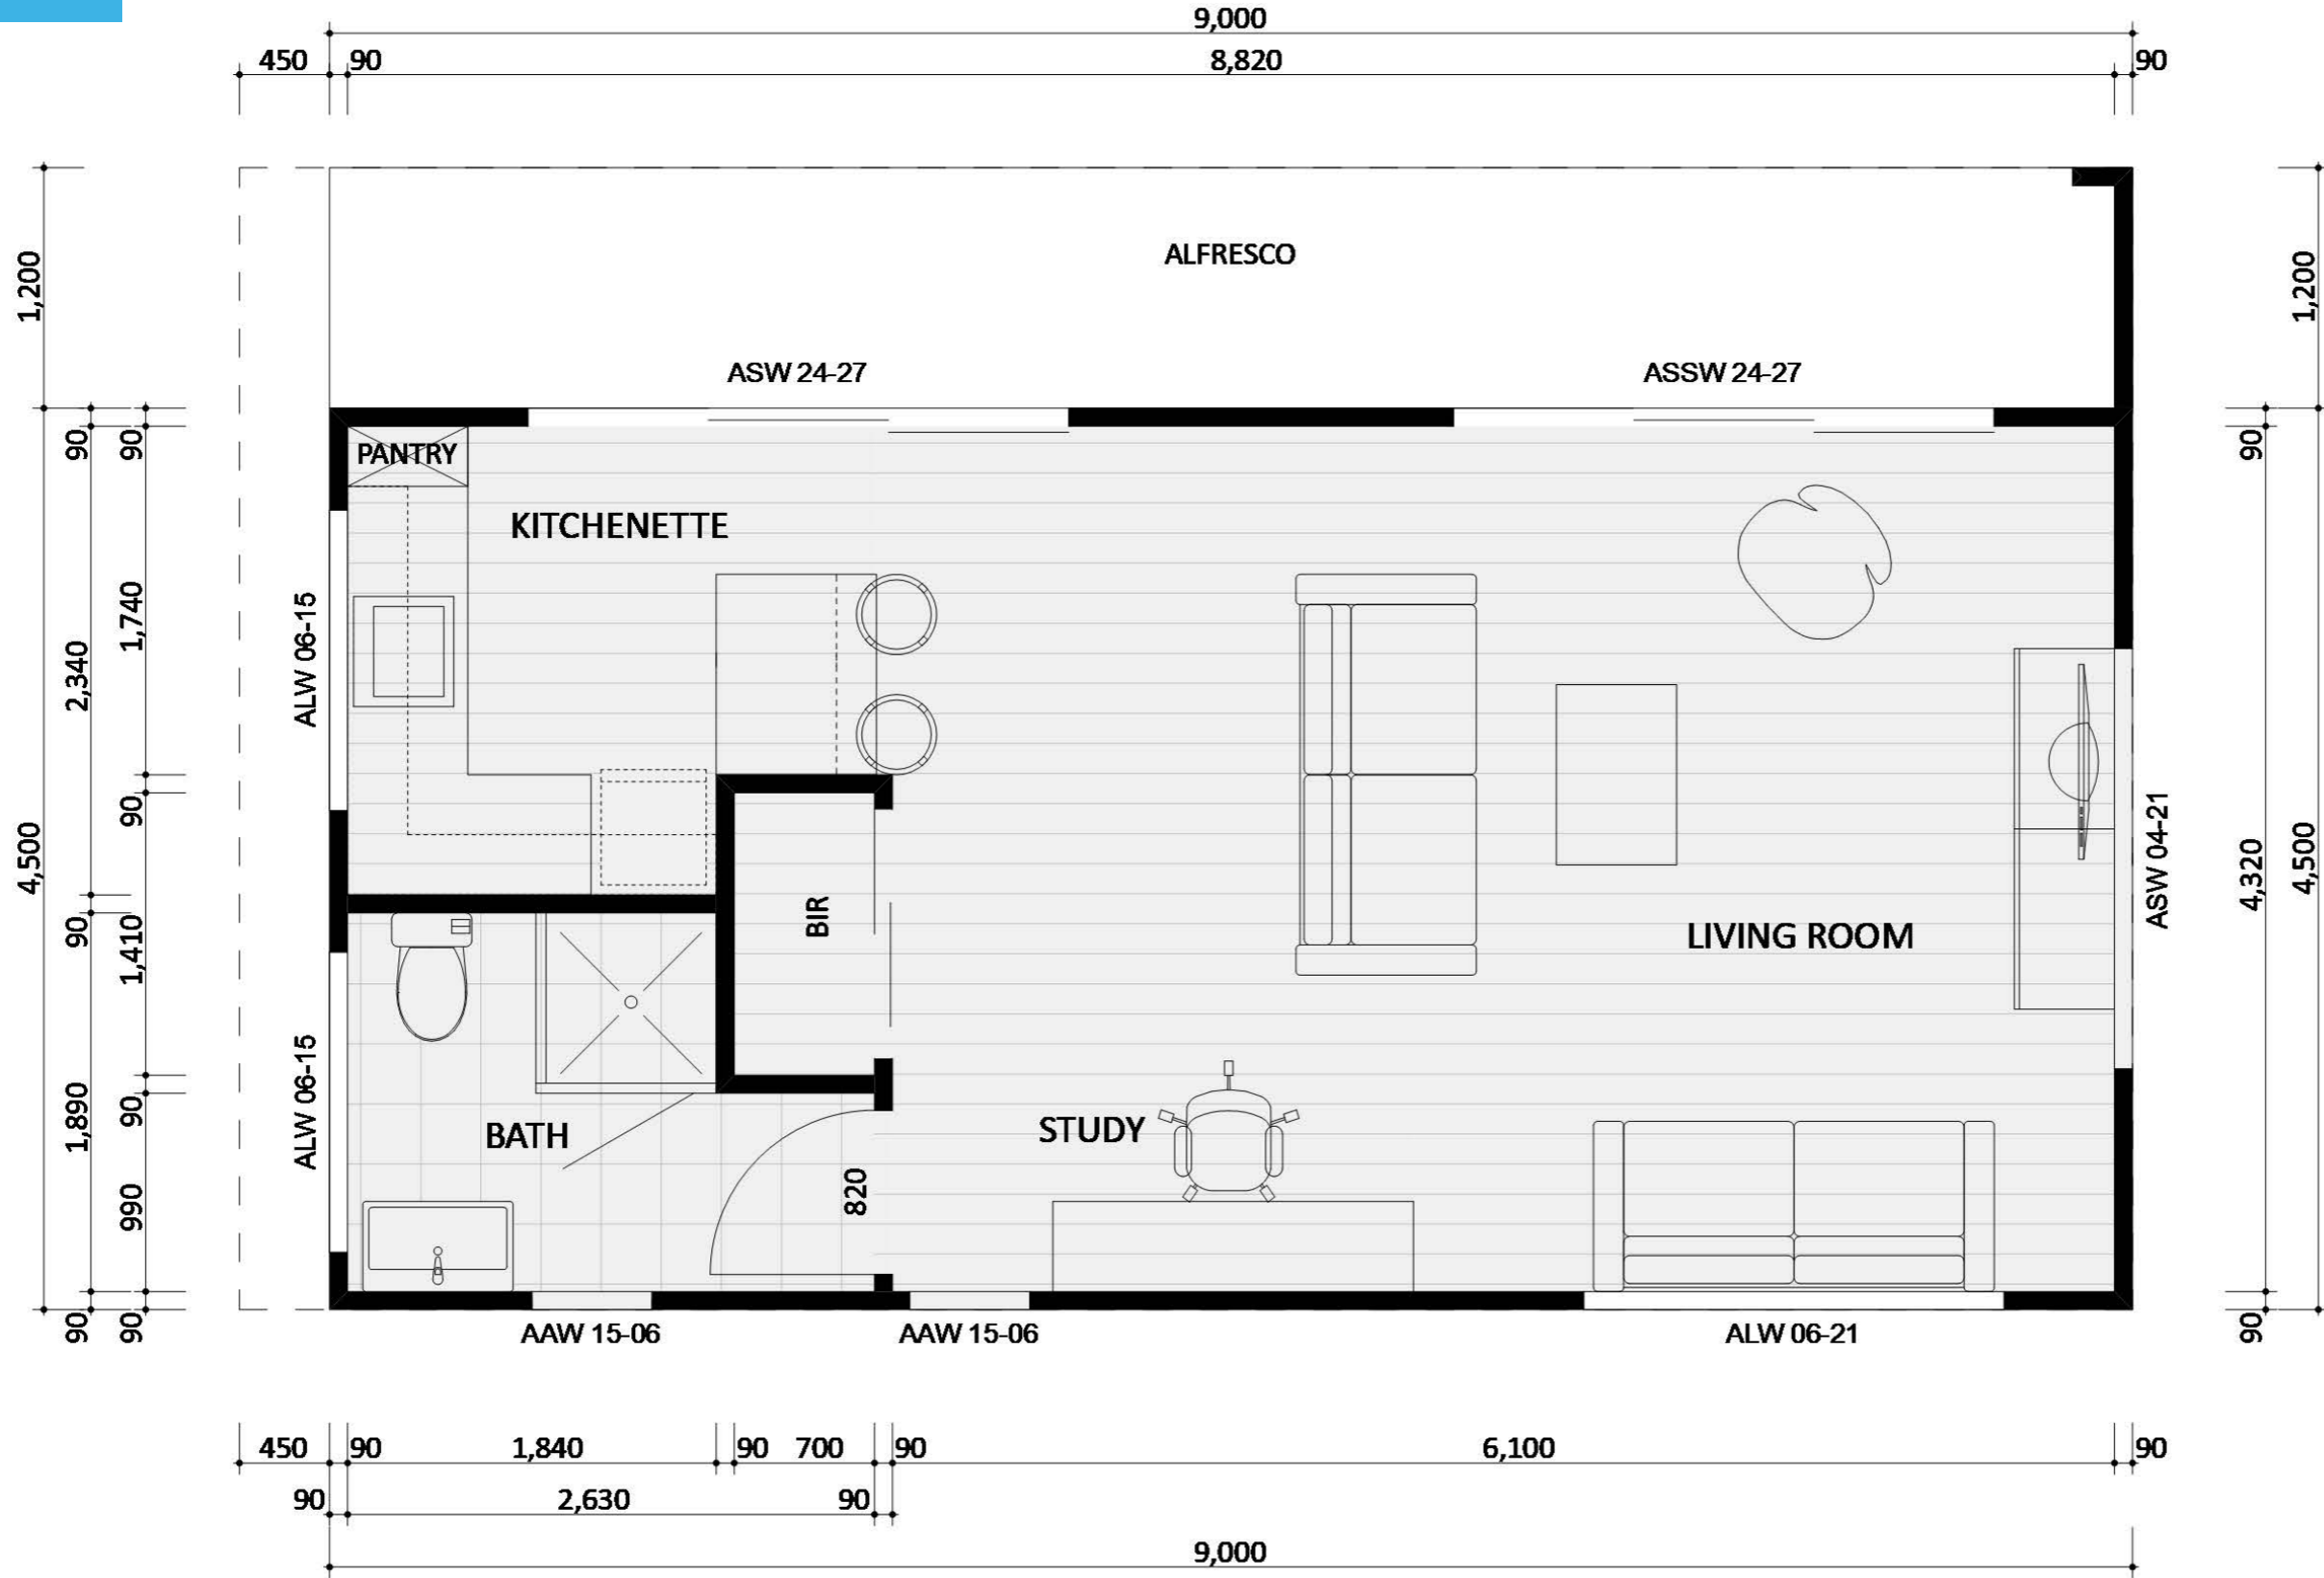 9,000
450
90
8,820
90
1,200
ALFRESCO
1,200
ASW 24-27
ASSW 24-27
90
90
PANTRY
90
KITCHENETTE
ALW 06-15
1,740
2,340
90
4,500
BIR
LIVING ROOM
ASW 04-21
4,320
4,500
90
1,410
ALW 06-15
1,890
90
BATH
STUDY
990
820
90
90
90
AAW 15-06
AAW 15-06
ALW 06-21
450
90
1,840
90
700
90
6,100
90
90
2,630
90
9,000